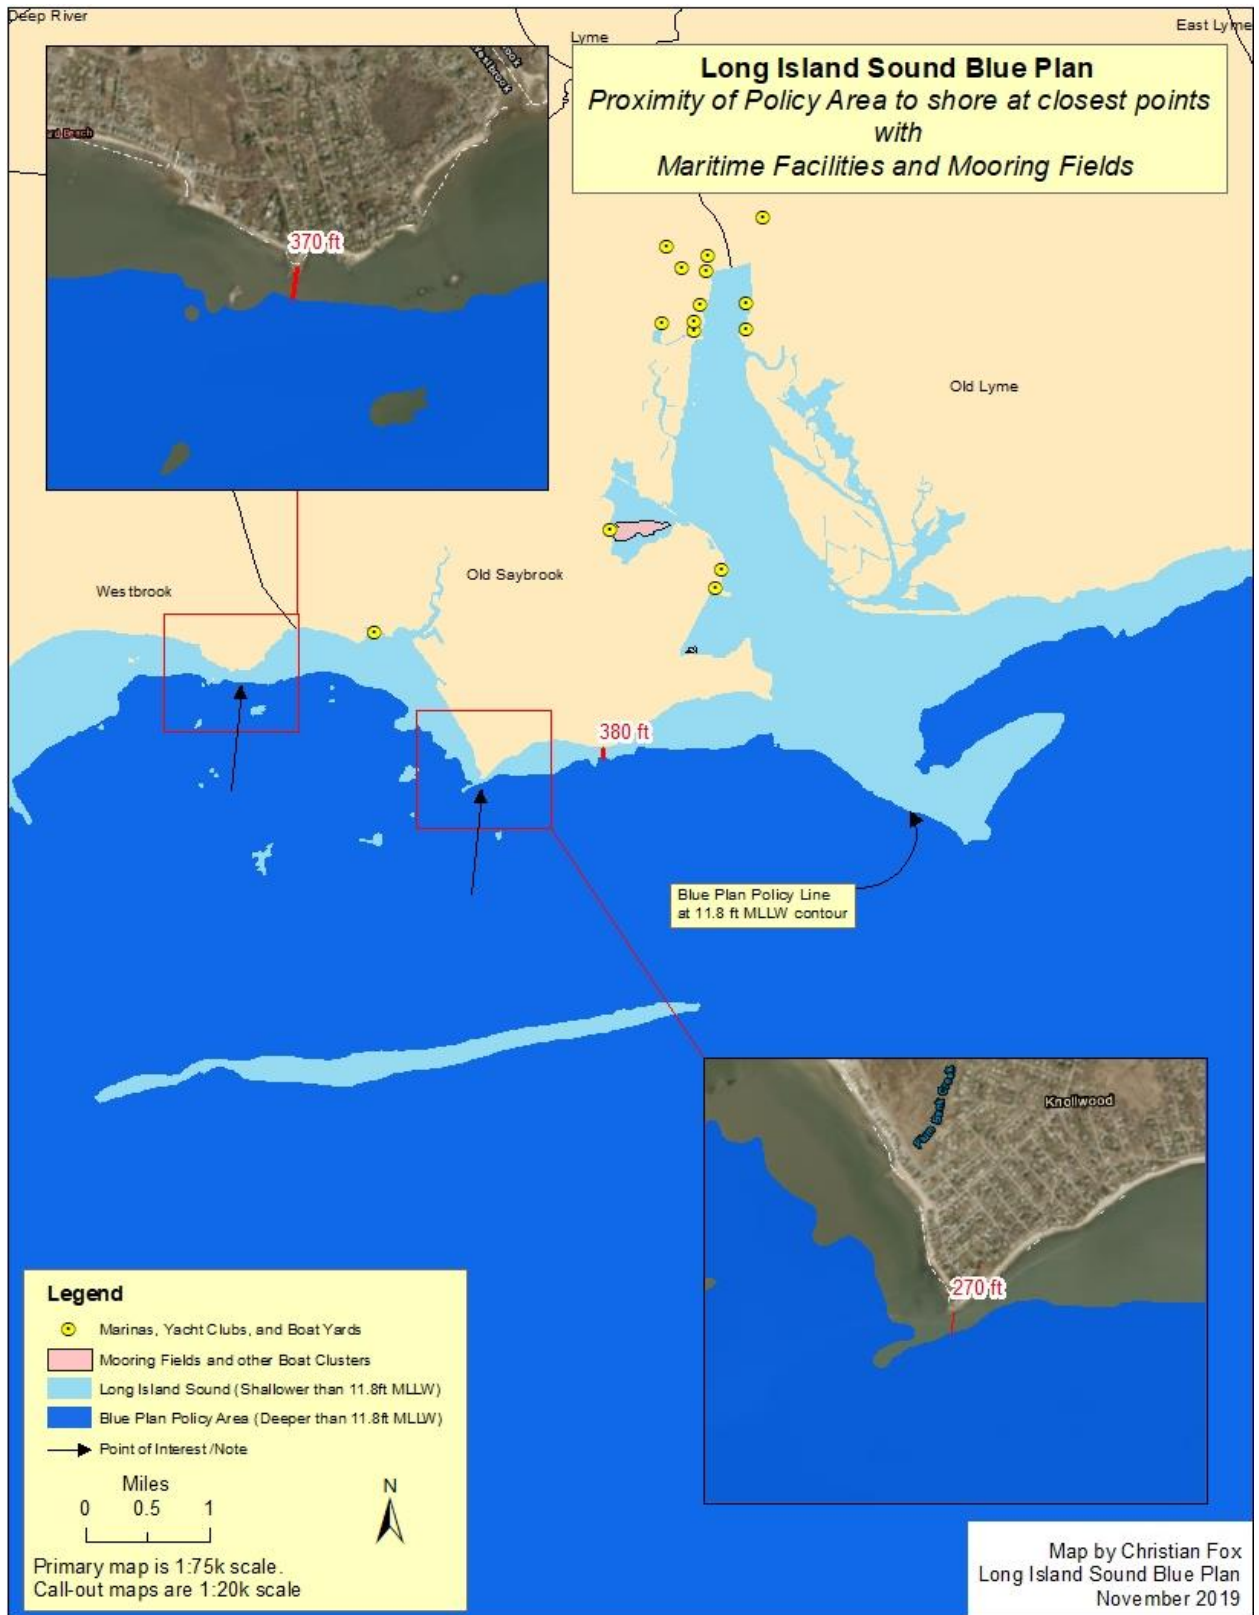 Deep River
Lyme
East Lyme
Long Island Sound Blue Plan
Proximity of Policy Area to shore at closest points
with
Maritime Facilities and Mooring Fields
Westbrook
Beach
370 ft
Old Lyme
Westbrook
Old Saybrook
380 ft
Blue Plan Policy Line
at 11.8 ft MLLW contour
Plum Bank Creek
Knollwood
270 ft
Legend
Marinas, Yacht Clubs, and Boat Yards
Mooring Fields and other Boat Clusters
Long Island Sound (Shallower than 11.8ft MLLW)
Blue Plan Policy Area (Deeper than 11.8ft MLLW)
Point of Interest /Note
Miles
N
0 0.5 1
Primary map is 1:75k scale.
Call-out maps are 1:20k scale
Map by Christian Fox
Long Island Sound Blue Plan
November 2019